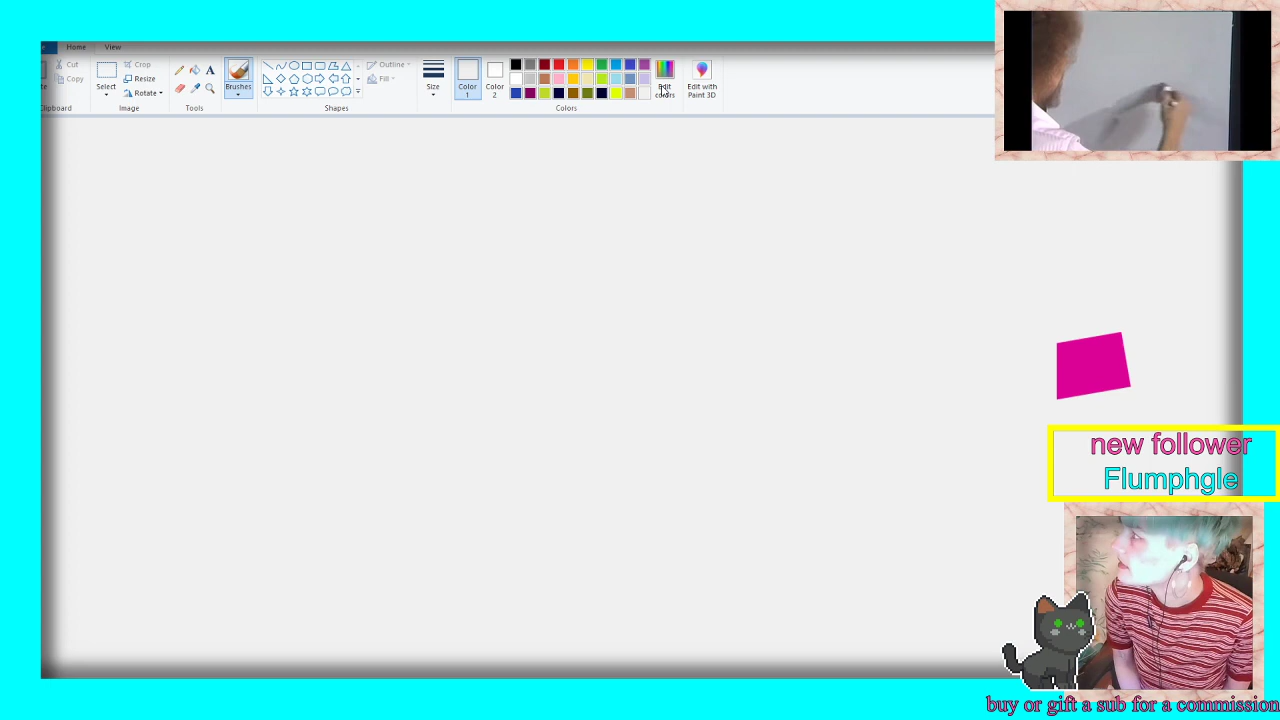 Home View
Cut
Copy
Clipboard
Select
Crop
Resize
Rotate
Image
A
Tools
Brushes
Outline
Fill
Shapes
Size
Color
1
Color
2
Colors
Edit
colors
Edit with
Paint 3D
new follower
Flumphgle
buy or gift a sub for a commission